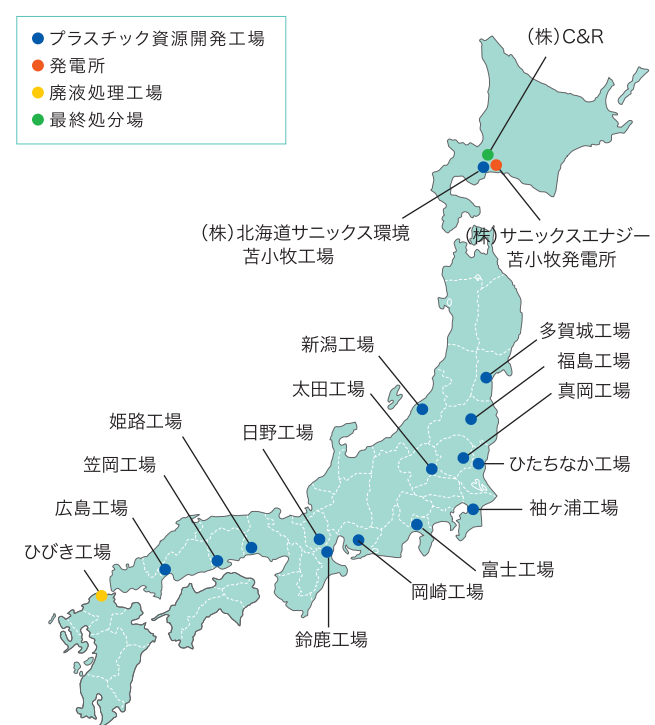 プラスチック資源開発工場
発電所
廃液処理工場
最終処分場
(株)C&R
(株)北海道サニックス環境
苫小牧工場
(株)サニックスエナジー
苫小牧発電所
多賀城工場
新潟工場
福島工場
太田工場
真岡工場
姫路工場
日野工場
笠岡工場
ひたちなか工場
広島工場
袖ヶ浦工場
ひびき工場
富士工場
岡崎工場
鈴鹿工場